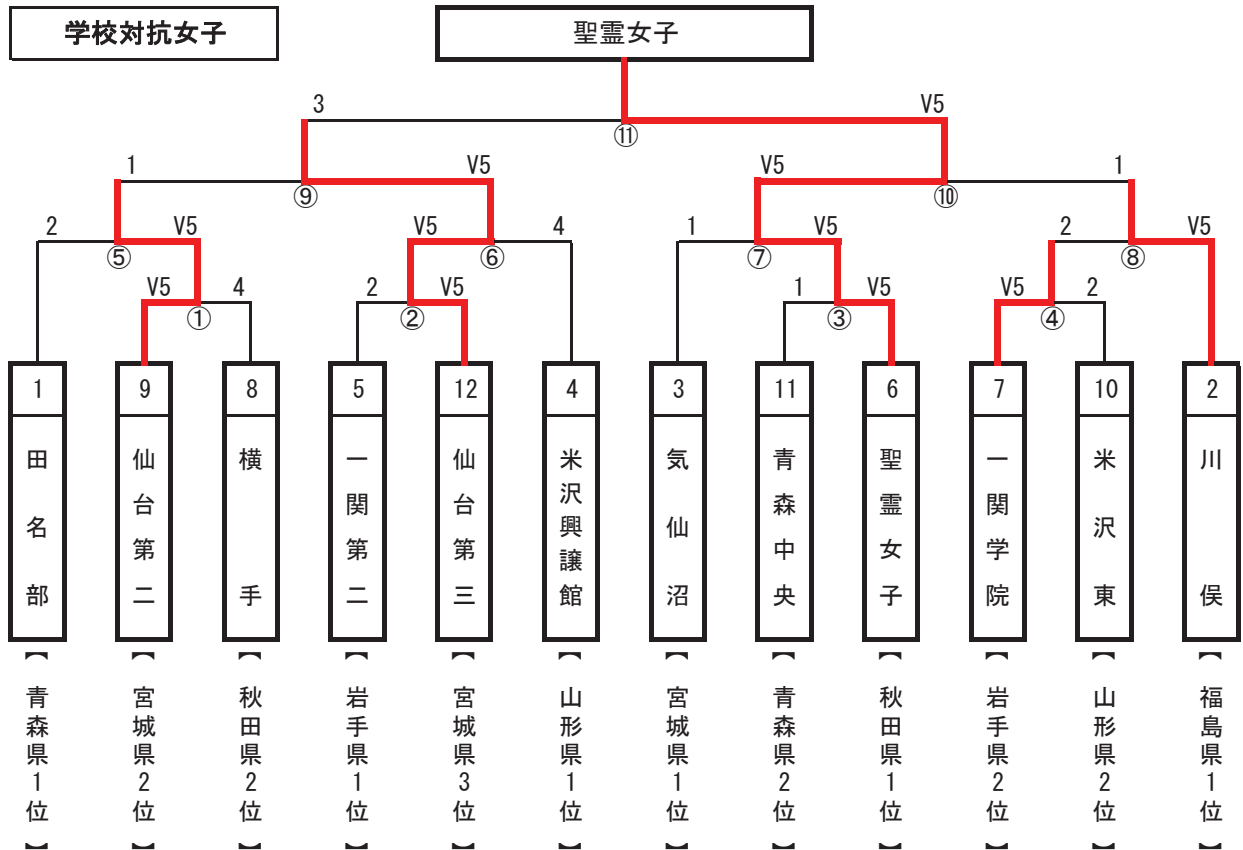 学校対抗女子
聖霊女子
3 V5
⑪
1 V5 V5 1
⑨ ⑩
2 V5 V5 4 1 V5 2 V5
⑤ ⑥ ⑦ ⑧
V5 4 2 V5 1 V5 V5 2
① ② ③ ④
1 9 8 5 12 4 3 11 6 7 10 2
田名部
仙台第二
横手
一関第二
仙台第三
米沢興譲館
気仙沼
青森中央
聖霊女子
一関学院
米沢東
川俣
【青森県1位】
【宮城県2位】
【秋田県2位】
【岩手県1位】
【宮城県3位】
【山形県1位】
【宮城県1位】
【青森県2位】
【秋田県1位】
【岩手県2位】
【山形県2位】
【福島県1位】